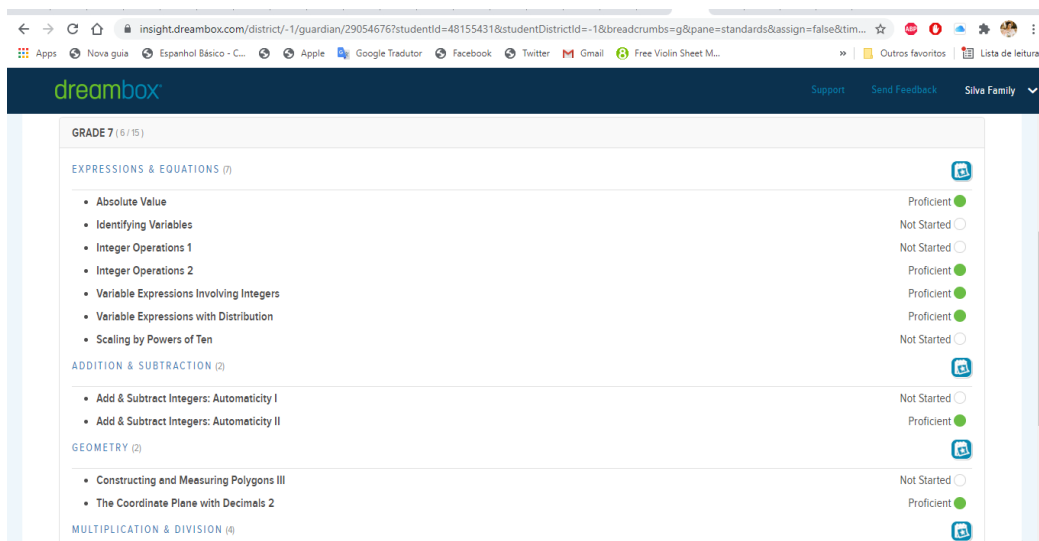 insight.dreambox.com/district/-1/guardian/29054676?studentId=48155431&studentDistrictId=-1&breadcrumbs=g&pane=standards&assign=false&tim...
Apps Nova guia Espanhol Básico - C... Apple Google Tradutor Facebook Twitter Gmail Free Violin Sheet M... » Outros favoritos Lista de leitura
dreambox Support Send Feedback Silva Family
GRADE 7 (6/15)
EXPRESSIONS & EQUATIONS (7)
• Absolute Value Proficient
• Identifying Variables Not Started
• Integer Operations 1 Not Started
• Integer Operations 2 Proficient
• Variable Expressions Involving Integers Proficient
• Variable Expressions with Distribution Proficient
• Scaling by Powers of Ten Not Started
ADDITION & SUBTRACTION (2)
• Add & Subtract Integers: Automaticity I Not Started
• Add & Subtract Integers: Automaticity II Proficient
GEOMETRY (2)
• Constructing and Measuring Polygons III Not Started
• The Coordinate Plane with Decimals 2 Proficient
MULTIPLICATION & DIVISION (4)